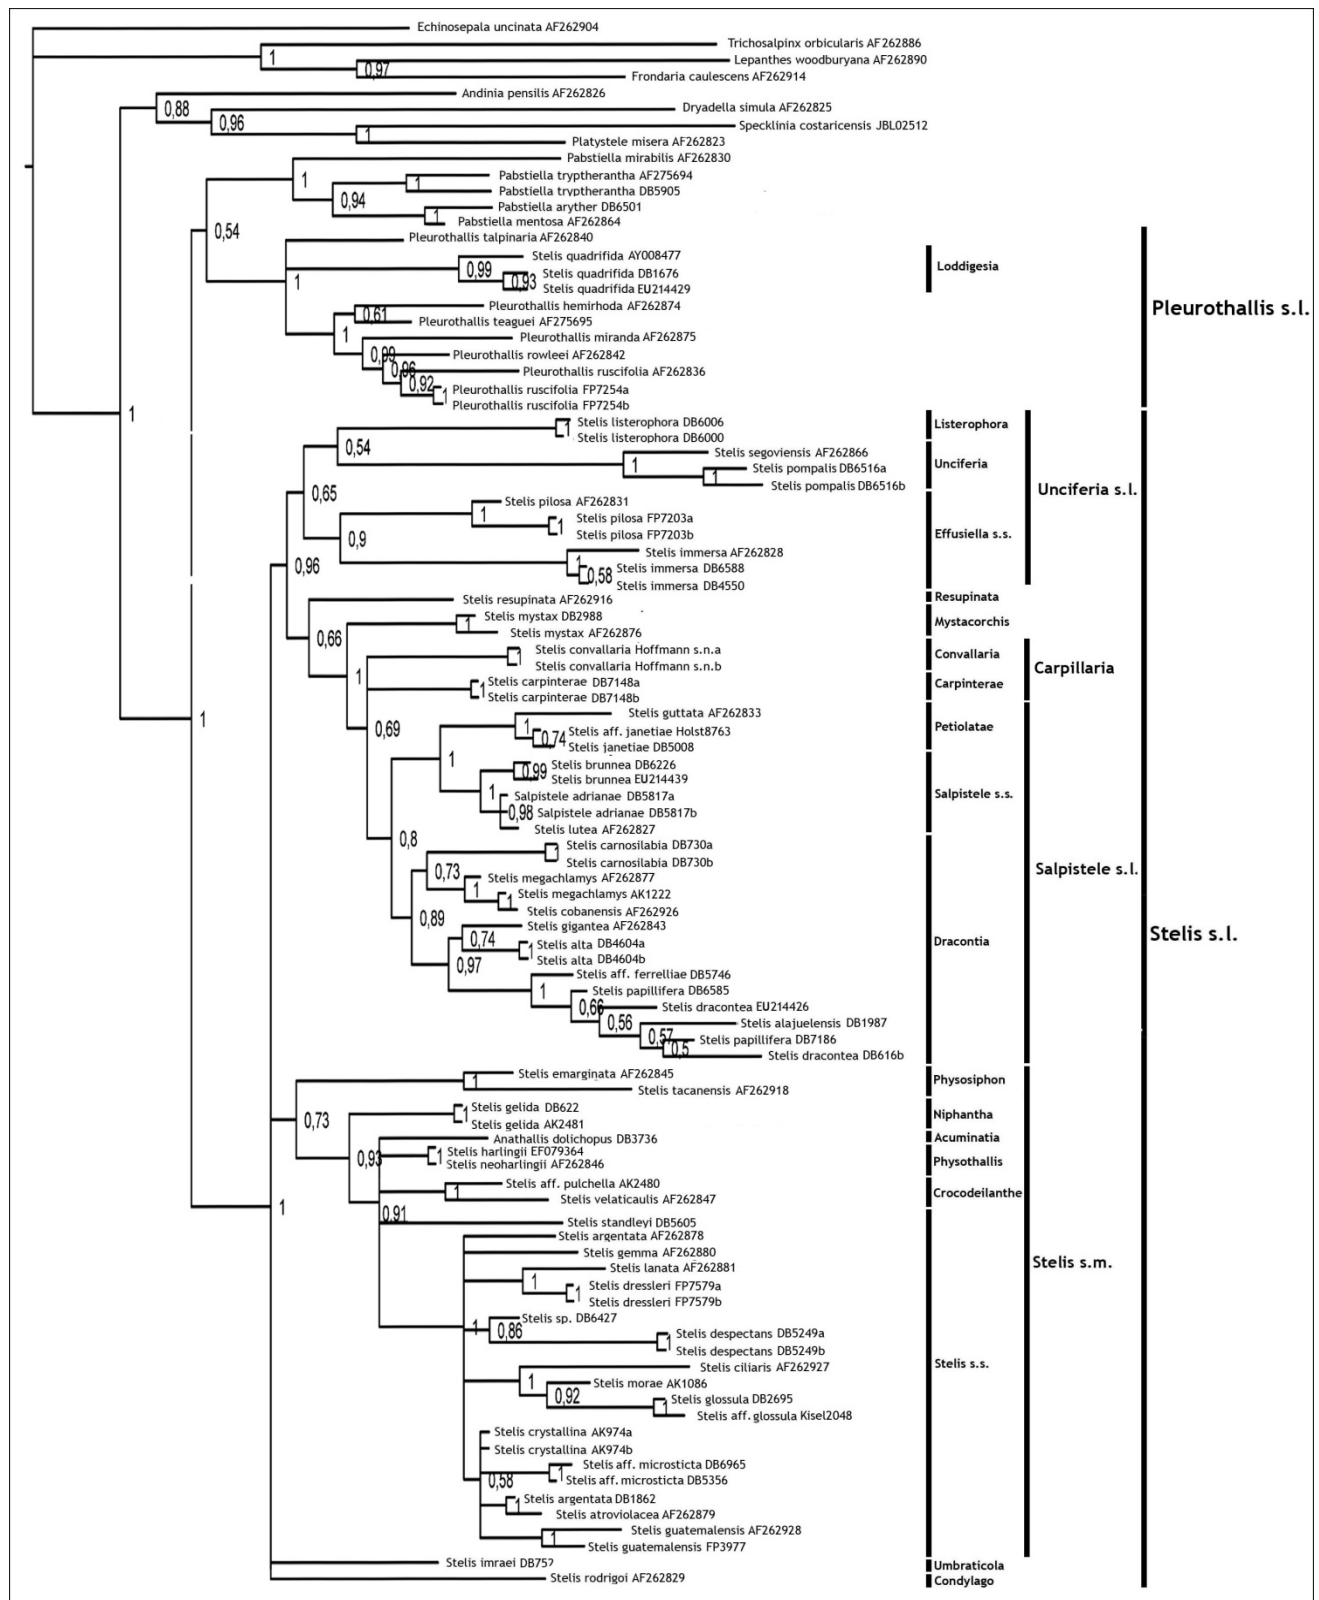 Echinosepala uncinata AF262904
Trichosalpinx orbicularis AF262886
1
Lepanthes woodburyana AF262890
0,97
Frondaria caulescens AF262914
Andinia pensilis AF262826
0,88
Dryadella simula AF262825
0,96
Specklinia costaricensis JBL02512
1
Platystele misera AF262823
Pabstiella mirabilis AF262830
1
Pabstiella tryptherantha AF275694
1
Pabstiella tryptherantha DB5905
0,94
Pabstiella aryther DB6501
1
Pabstiella mentosa AF262864
0,54
Pleurothallis talpinaria AF262840
Stelis quadrifida AY008477
0,99
Loddigesia
Stelis quadrifida DB1676
0,93
1
Stelis quadrifida EU214429
Pleurothallis hemirhoda AF262874
Pleurothallis s.l.
0,61
Pleurothallis teaguei AF275695
1
Pleurothallis miranda AF262875
0,99
Pleurothallis rowleei AF262842
0,96
Pleurothallis ruscifolia AF262836
0,92
Pleurothallis ruscifolia FP7254a
1
Pleurothallis ruscifolia FP7254b
1
Stelis listerophora DB6006
1
Listerophora
Stelis listerophora DB6000
0,54
Stelis segoviensis AF262866
1
Unciferia
Stelis pompalis DB6516a
1
Stelis pompalis DB6516b
0,65
Unciferia s.l.
Stelis pilosa AF262831
1
Stelis pilosa FP7203a
1
Stelis pilosa FP7203b
0,9
Effusiella s.s.
Stelis immersa AF262828
1
0,96
Stelis immersa DB6588
0,58
Stelis immersa DB4550
Stelis resupinata AF262916
Resupinata
Stelis mystax DB2988
1
Mystacorchis
Stelis mystax AF262876
0,66
Stelis convallaria Hoffmann s.n.a
1
Convallaria
Stelis convallaria Hoffmann s.n.b
Carpillaria
1
Stelis carpinterae DB7148a
1
Carpinterae
Stelis carpinterae DB7148b
Stelis guttata AF262833
1
Petiolatae
0,69
Stelis aff. janetiae Holst8763
0,74
Stelis janetiae DB5008
1
Stelis brunnea DB6226
0,99
Stelis brunnea EU214439
1
Salpistele adrianae DB5817a
Salpistele s.s.
0,98
Salpistele adrianae DB5817b
Stelis lutea AF262827
0,8
Stelis carnosilabia DB730a
1
Stelis carnosilabia DB730b
0,73
Salpistele s.l.
Stelis megachlamys AF262877
1
Stelis megachlamys AK1222
1
Stelis cobanensis AF262926
0,89
Stelis gigantea AF262843
Stelis s.l.
0,74
Stelis alta DB4604a
1
Dracontia
Stelis alta DB4604b
0,97
Stelis aff. ferrelliae DB5746
1
Stelis papillifera DB6585
0,66
Stelis dracontea EU214426
0,56
Stelis alajuelensis DB1987
0,57
Stelis papillifera DB7186
0,5
Stelis dracontea DB616b
Stelis emarginata AF262845
1
Physosiphon
Stelis tacanensis AF262918
0,73
Stelis gelida DB622
1
Niphantha
Stelis gelida AK2481
Anathallis dolichopus DB3736
Acuminatia
Stelis harlingii EF079364
0,93
1
Physothallis
Stelis neoharlingii AF262846
Stelis aff. pulchella AK2480
1
Crocodeilanthe
Stelis velaticaulis AF262847
1
0,91
Stelis standleyi DB5605
Stelis argentata AF262878
Stelis gemma AF262880
Stelis s.m.
Stelis lanata AF262881
1
Stelis dressleri FP7579a
1
Stelis dressleri FP7579b
Stelis sp. DB6427
1
0,86
Stelis despectans DB5249a
1
Stelis despectans DB5249b
Stelis s.s.
Stelis ciliaris AF262927
1
Stelis morae AK1086
0,92
Stelis glossula DB2695
1
Stelis aff. glossula Kisel2048
Stelis crystallina AK974a
Stelis crystallina AK974b
Stelis aff. microsticta DB6965
1
0,58
Stelis aff. microsticta DB5356
Stelis argentata DB1862
1
Stelis atroviolacea AF262879
Stelis guatemalensis AF262928
1
Stelis guatemalensis FP3977
Stelis imraei
Umbraticola
Stelis rodrigoi AF262829
Condylago